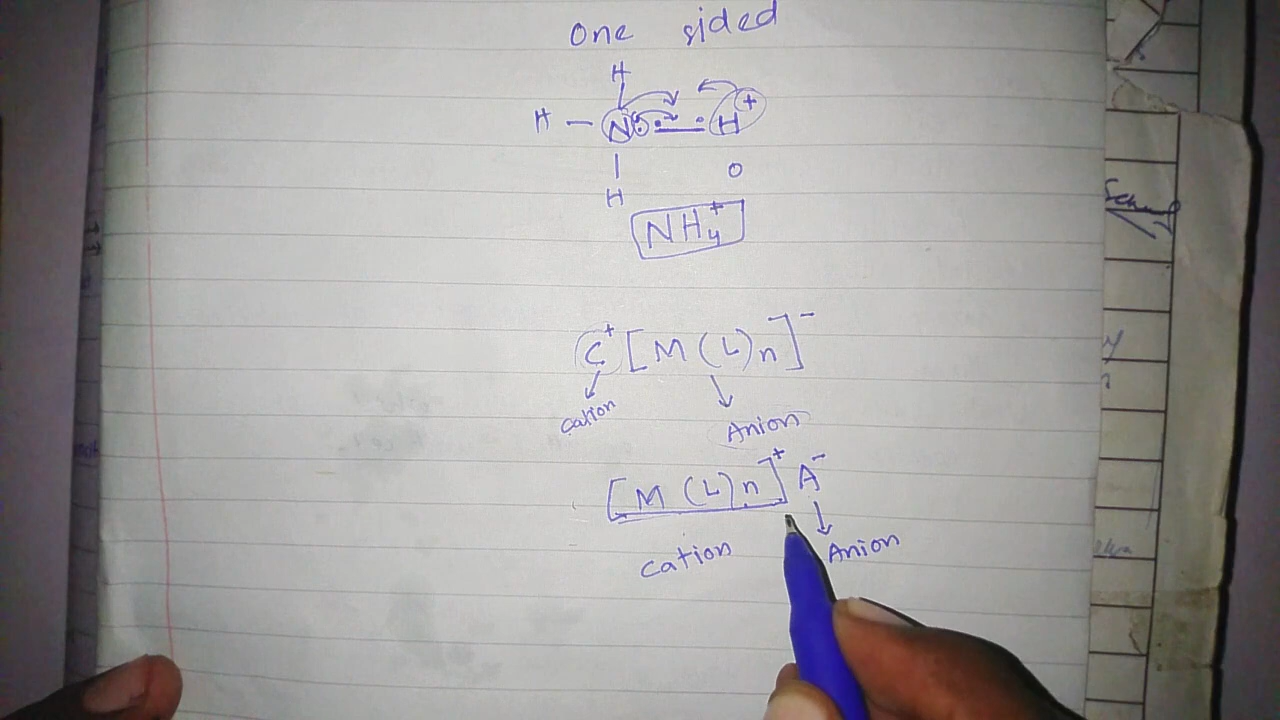 One sided
H
H — N — H +
H
NH₄⁺
C⁺ [M (L)n]⁻
cation
Anion
[M (L)n]⁺ A⁻
cation
Anion